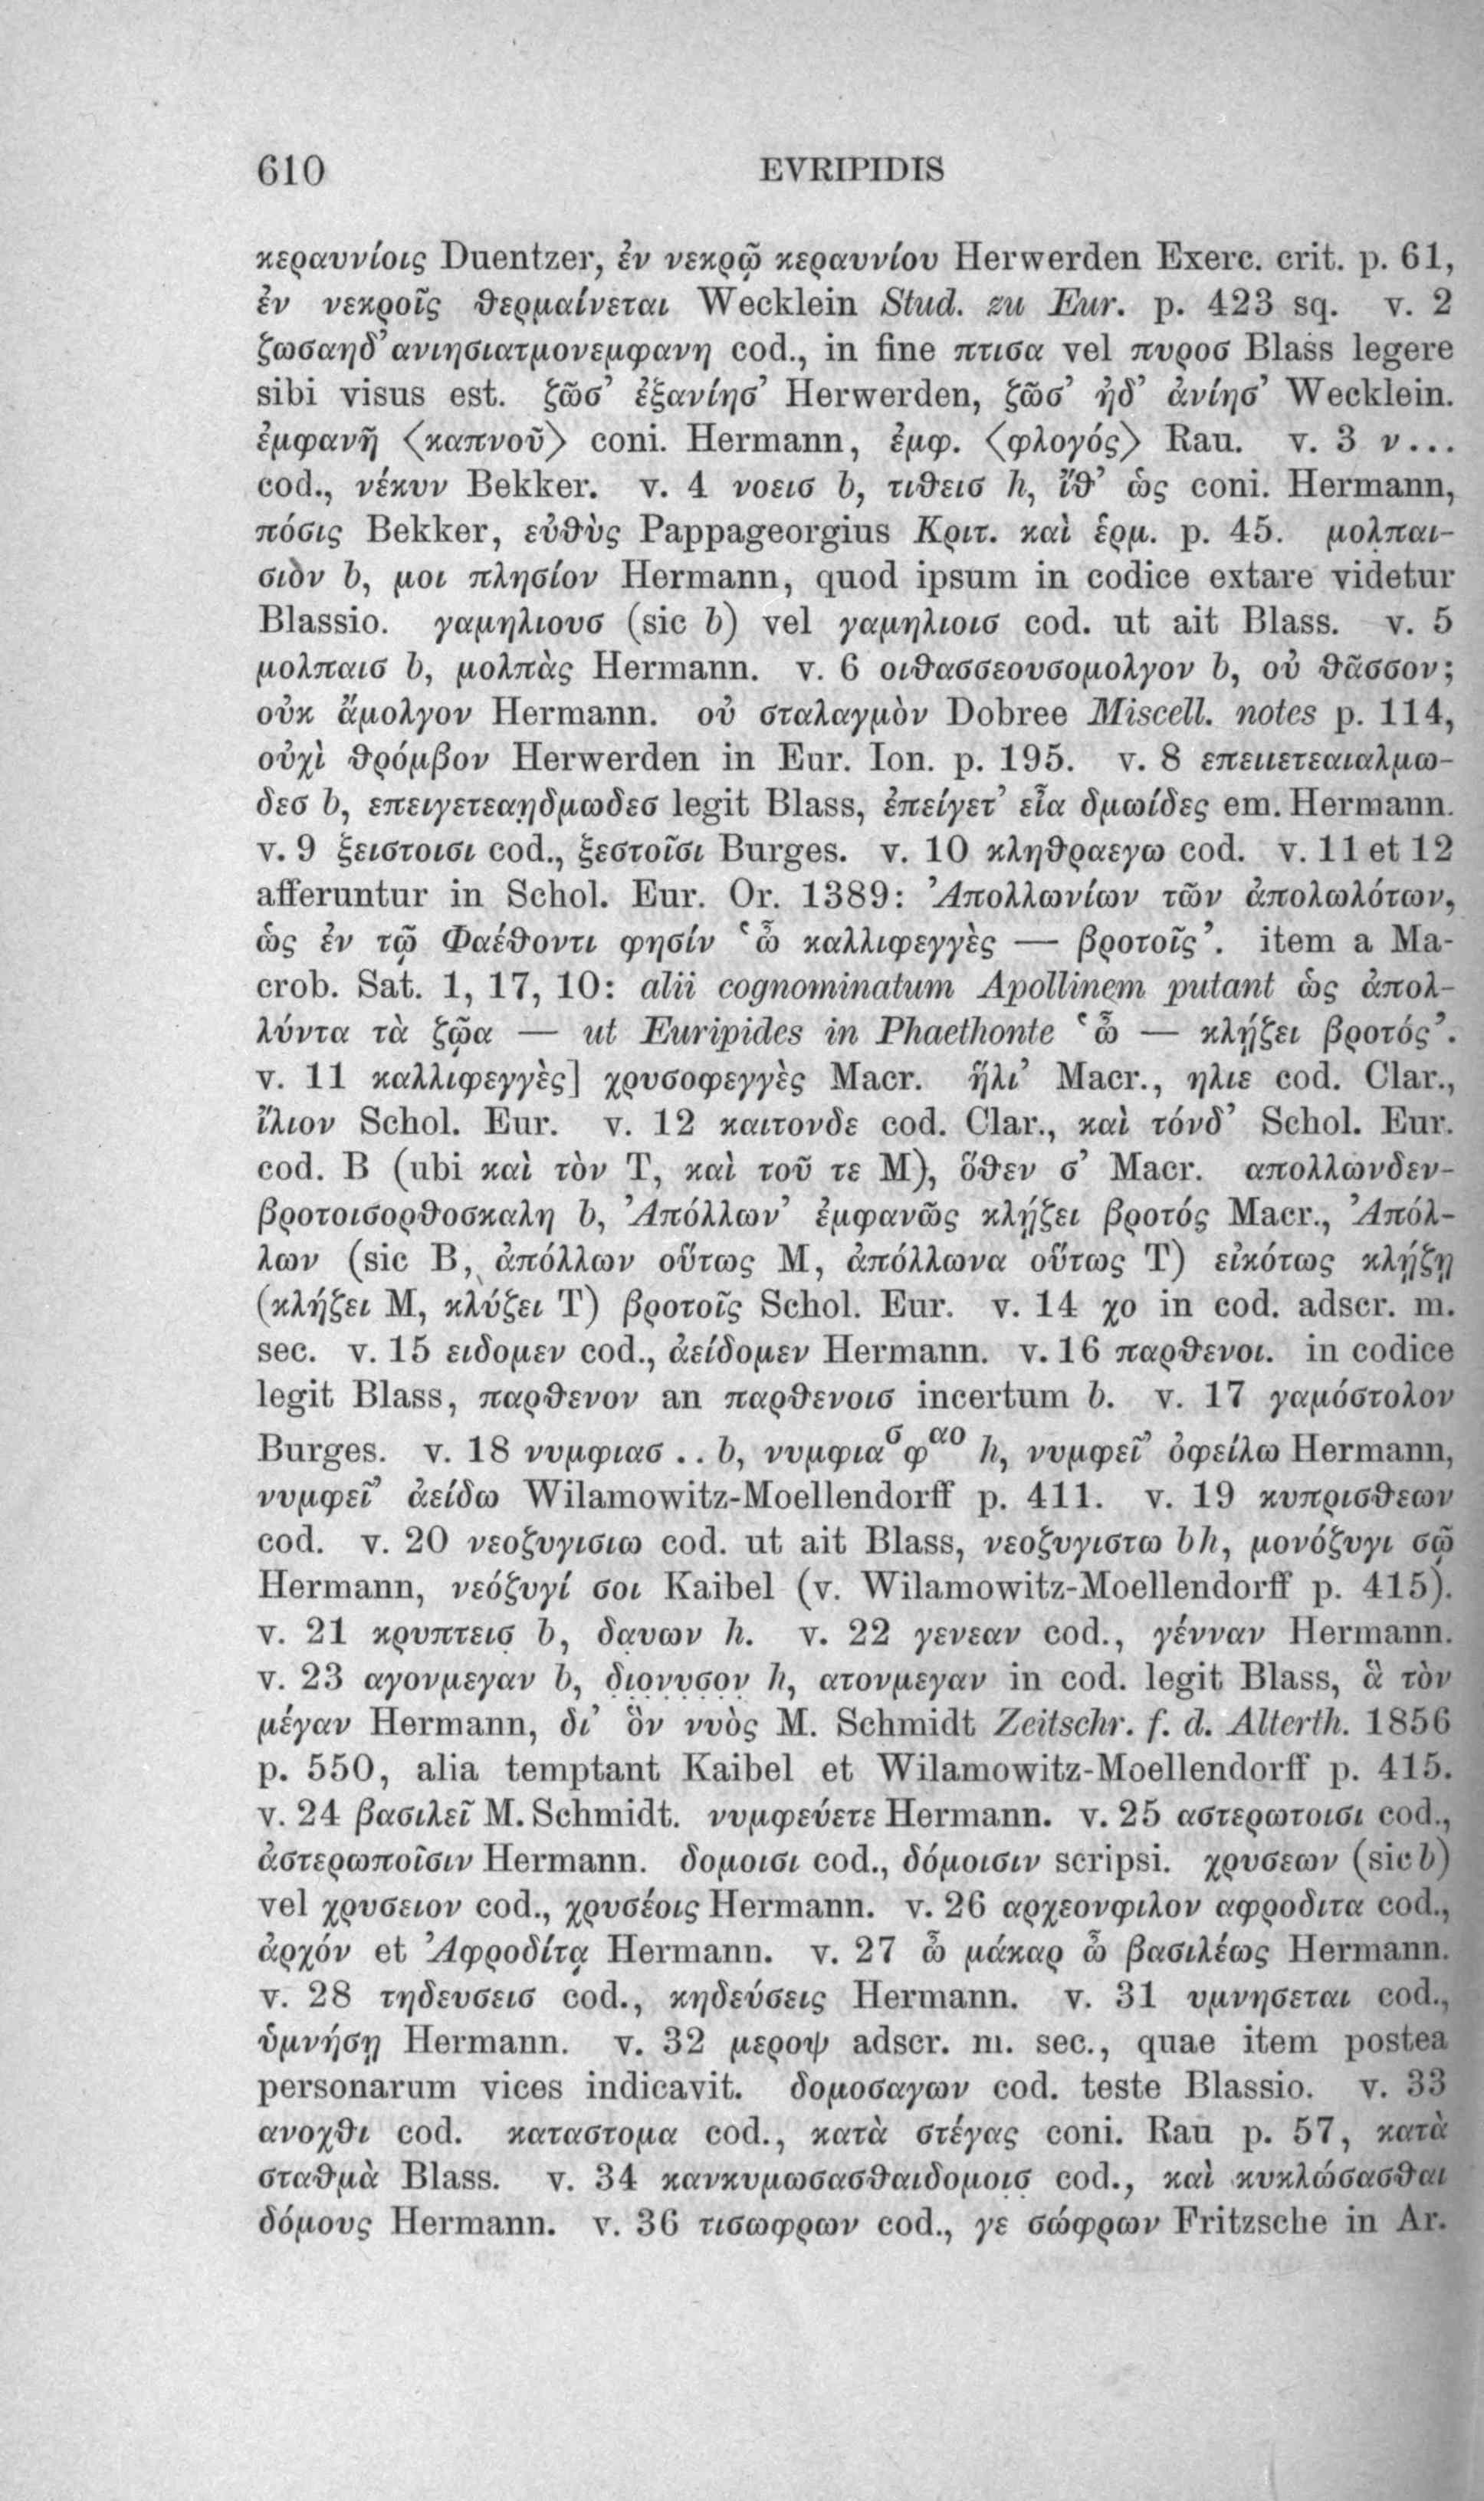 610 EVRIPIDIS
κεραυνίοις Duentzer, ἐν νεκρῷ κεραυνίου Herwerden Exerc. crit. p. 61,
ἐν νεκροῖς θερμαίνεται Wecklein Stud. zu Eur. p. 423 sq. v. 2
ζωσαηδ’ανιησιατμονεμφανη cod., in fine πτισα vel πυροσ Blass legere
sibi visus est. ζῶσ’ ἐξανίησ’ Herwerden, ζῶσ’ ἠδ’ ἀνίησ’ Wecklein.
ἐμφανῆ ⟨καπνοῦ⟩ coni. Hermann, ἐμφ. ⟨φλογός⟩ Rau. v. 3 ν...
cod., νέκυν Bekker. v. 4 νοεισ b, τιθεισ h, ἴθ’ ὡς coni. Hermann,
πόσις Bekker, εὐθὺς Pappageorgius Κριτ. καὶ ἑρμ. p. 45. μολπαι-
σιὸν b, μοι πλησίον Hermann, quod ipsum in codice extare videtur
Blassio. γαμηλιουσ (sic b) vel γαμηλιοισ cod. ut ait Blass. v. 5
μολπαισ b, μολπὰς Hermann. v. 6 οιθασσεουσομολγον b, οὐ θᾶσσον;
οὐκ ἄμολγον Hermann. οὐ σταλαγμὸν Dobree Miscell. notes p. 114,
οὐχὶ θρόμβον Herwerden in Eur. Ion. p. 195. v. 8 επειιετεαιαλμω-
δεσ b, επειγετεαηδμωδεσ legit Blass, ἐπείγετ’ εἶα δμωίδες em. Hermann.
v. 9 ξειστοισι cod., ξεστοῖσι Burges. v. 10 κληθραεγω cod. v. 11 et 12
afferuntur in Schol. Eur. Or. 1389: Ἀπολλωνίων τῶν ἀπολωλότων,
ὡς ἐν τῷ Φαέθοντι φησίν ‘ὦ καλλιφεγγὲς — βροτοῖς’. item a Ma-
crob. Sat. 1, 17, 10: alii cognominatum Apollinem putant ὡς ἀπολ-
λύντα τὰ ζῷα — ut Euripides in Phaethonte ‘ὦ — κλῄζει βροτός’.
v. 11 καλλιφεγγὲς] χρυσοφεγγὲς Macr. ἥλι’ Macr., ηλιε cod. Clar.,
ἴλιον Schol. Eur. v. 12 καιτονδε cod. Clar., καὶ τόνδ’ Schol. Eur.
cod. B (ubi καὶ τὸν T, καὶ τοῦ τε M), ὅθεν σ’ Macr. απολλωνδεν-
βροτοισορθοσκαλη b, Ἀπόλλων’ ἐμφανῶς κλῄζει βροτός Macr., Ἀπόλ-
λων (sic B, ἀπόλλων οὕτως M, ἀπόλλωνα οὕτως T) εἰκότως κλῄζῃ
(κλῄζει M, κλύζει T) βροτοῖς Schol. Eur. v. 14 χο in cod. adscr. m.
sec. v. 15 ειδομεν cod., ἀείδομεν Hermann. v. 16 παρθενοι. in codice
legit Blass, παρθενον an παρθενοισ incertum b. v. 17 γαμόστολον
Burges. v. 18 νυμφιασ .. b, νυμφιασφαο h, νυμφεῖ’ ὀφείλω Hermann,
νυμφεῖ’ ἀείδω Wilamowitz-Moellendorff p. 411. v. 19 κυπρισθεων
cod. v. 20 νεοζυγισιω cod. ut ait Blass, νεοζυγιστω bh, μονόζυγι σῷ
Hermann, νεόζυγί σοι Kaibel (v. Wilamowitz-Moellendorff p. 415).
v. 21 κρυπτεισ̣ b, δα̣υων h. v. 22 γενεαν cod., γένναν Hermann.
v. 23 αγονμεγαν b, δ̣ι̣ο̣ν̣υ̣σ̣ο̣ν̣ h, ατονμεγαν in cod. legit Blass, ἃ τὸν
μέγαν Hermann, δι’ ὃν νυὸς M. Schmidt Zeitschr. f. d. Alterth. 1856
p. 550, alia temptant Kaibel et Wilamowitz-Moellendorff p. 415.
v. 24 βασιλεῖ M. Schmidt. νυμφεύετε Hermann. v. 25 αστερωτοισι cod.,
ἀστερωποῖσιν Hermann. δομοισι cod., δόμοισιν scripsi. χρυσεων (sic b)
vel χρυσειον cod., χρυσέοις Hermann. v. 26 αρχεονφιλον αφροδιτα cod.,
ἀρχόν et Ἀφροδίτᾳ Hermann. v. 27 ὦ μάκαρ ὦ βασιλέως Hermann.
v. 28 τηδευσεισ cod., κηδεύσεις Hermann. v. 31 υμνησεται cod.,
ὑμνήσῃ Hermann. v. 32 μεροψ adscr. m. sec., quae item postea
personarum vices indicavit. δομοσαγων cod. teste Blassio. v. 33
ανοχθι cod. καταστομα cod., κατὰ στέγας coni. Rau p. 57, κατὰ
σταθμὰ Blass. v. 34 κανκυμωσασθαιδομοισ̣ cod., καὶ κυκλώσασθαι
δόμους Hermann. v. 36 τισωφρων cod., γε σώφρων Fritzsche in Ar.